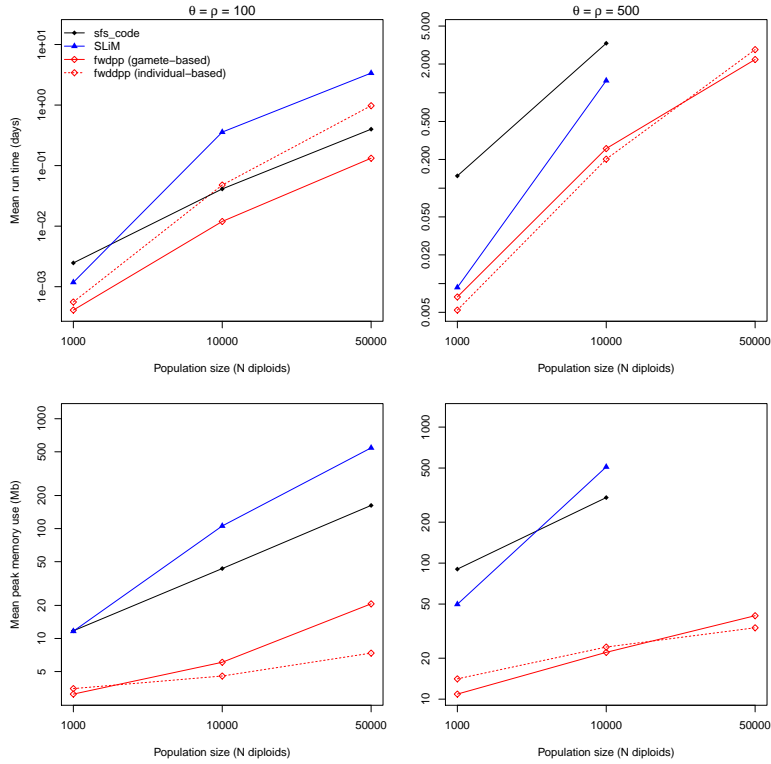 θ = ρ = 100
θ = ρ = 500
sfs_code
SLiM
fwdpp (gamete-based)
fwddpp (individual-based)
Mean run time (days)
1e+01
1e+00
1e-01
1e-02
1e-03
1000
10000
50000
Population size (N diploids)
5.000
2.000
0.500
0.200
0.050
0.020
0.005
1000
10000
50000
Population size (N diploids)
Mean peak memory use (Mb)
1000
500
200
100
50
20
10
5
1000
10000
50000
Population size (N diploids)
1000
500
200
100
50
20
10
1000
10000
50000
Population size (N diploids)